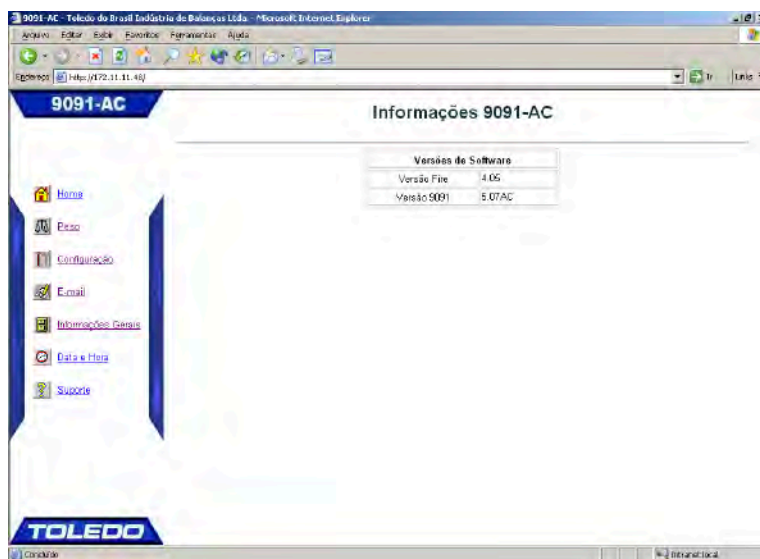 9091-AC - Toledo do Brasil Indústria de Balanças Ltda. - Microsoft Internet Explorer
Arquivo Editar Exibir Favoritos Ferramentas Ajuda
Endereço http://172.11.11.48/ Ir Links
9091-AC
Informações 9091-AC
Versões de Software
Versão Fire 4.05
Versão 9091 5.07AC
Home
Peso
Configuração
E-mail
Informações Gerais
Data e Hora
Suporte
TOLEDO
Concluído Intranet local